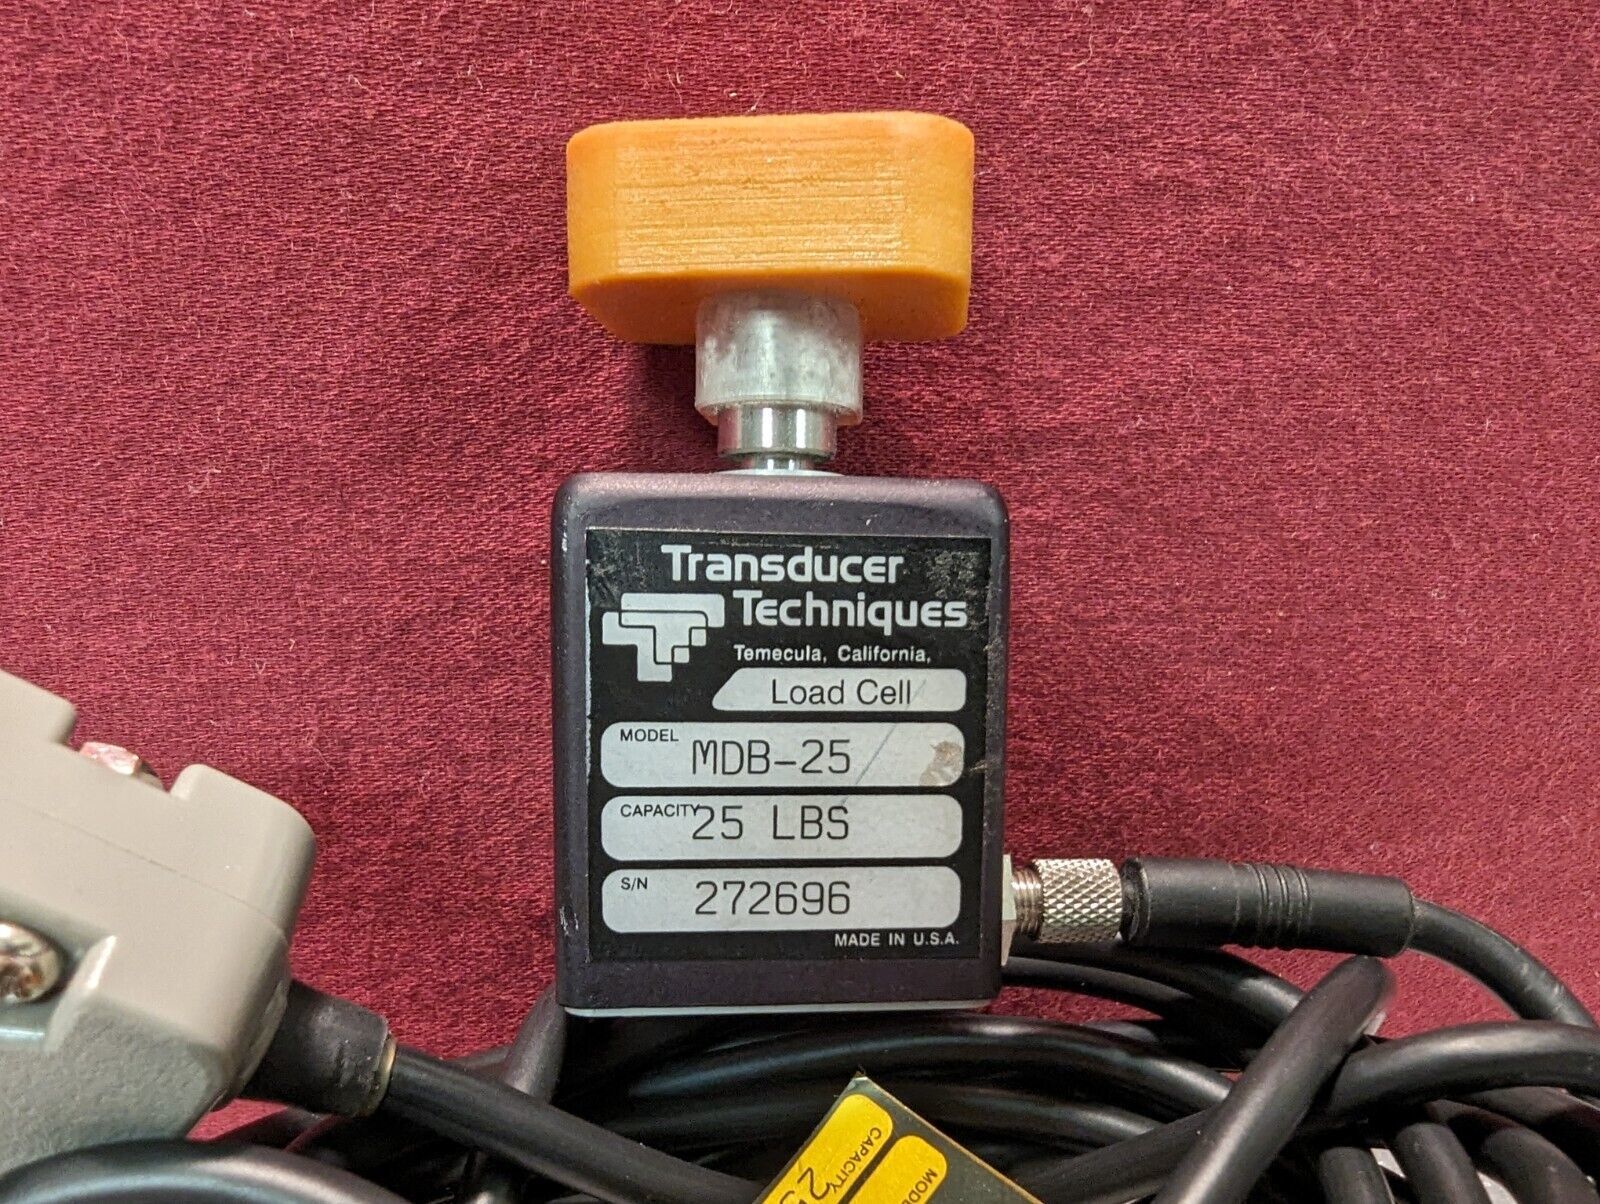 Transducer
Techniques
Temecula, California,
Load Cell
MODEL MDB-25
CAPACITY 25 LBS
S/N 272696
MADE IN U.S.A.
CAPACITY